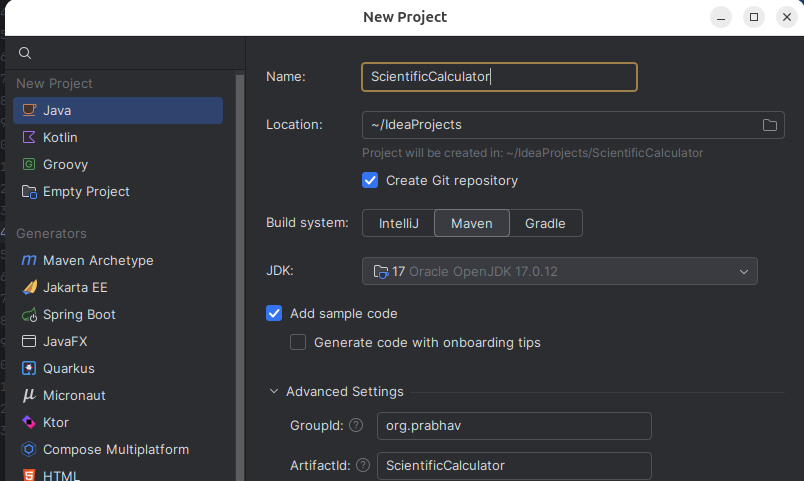 New Project
New Project
Java
Kotlin
Groovy
Empty Project
Generators
Maven Archetype
Jakarta EE
Spring Boot
JavaFX
Quarkus
Micronaut
Ktor
Compose Multiplatform
HTML
Name: ScientificCalculator
Location: ~/IdeaProjects
Project will be created in: ~/IdeaProjects/ScientificCalculator
Create Git repository
Build system: IntelliJ Maven Gradle
JDK: 17 Oracle OpenJDK 17.0.12
Add sample code
Generate code with onboarding tips
Advanced Settings
GroupId: ? org.prabhav
ArtifactId: ? ScientificCalculator